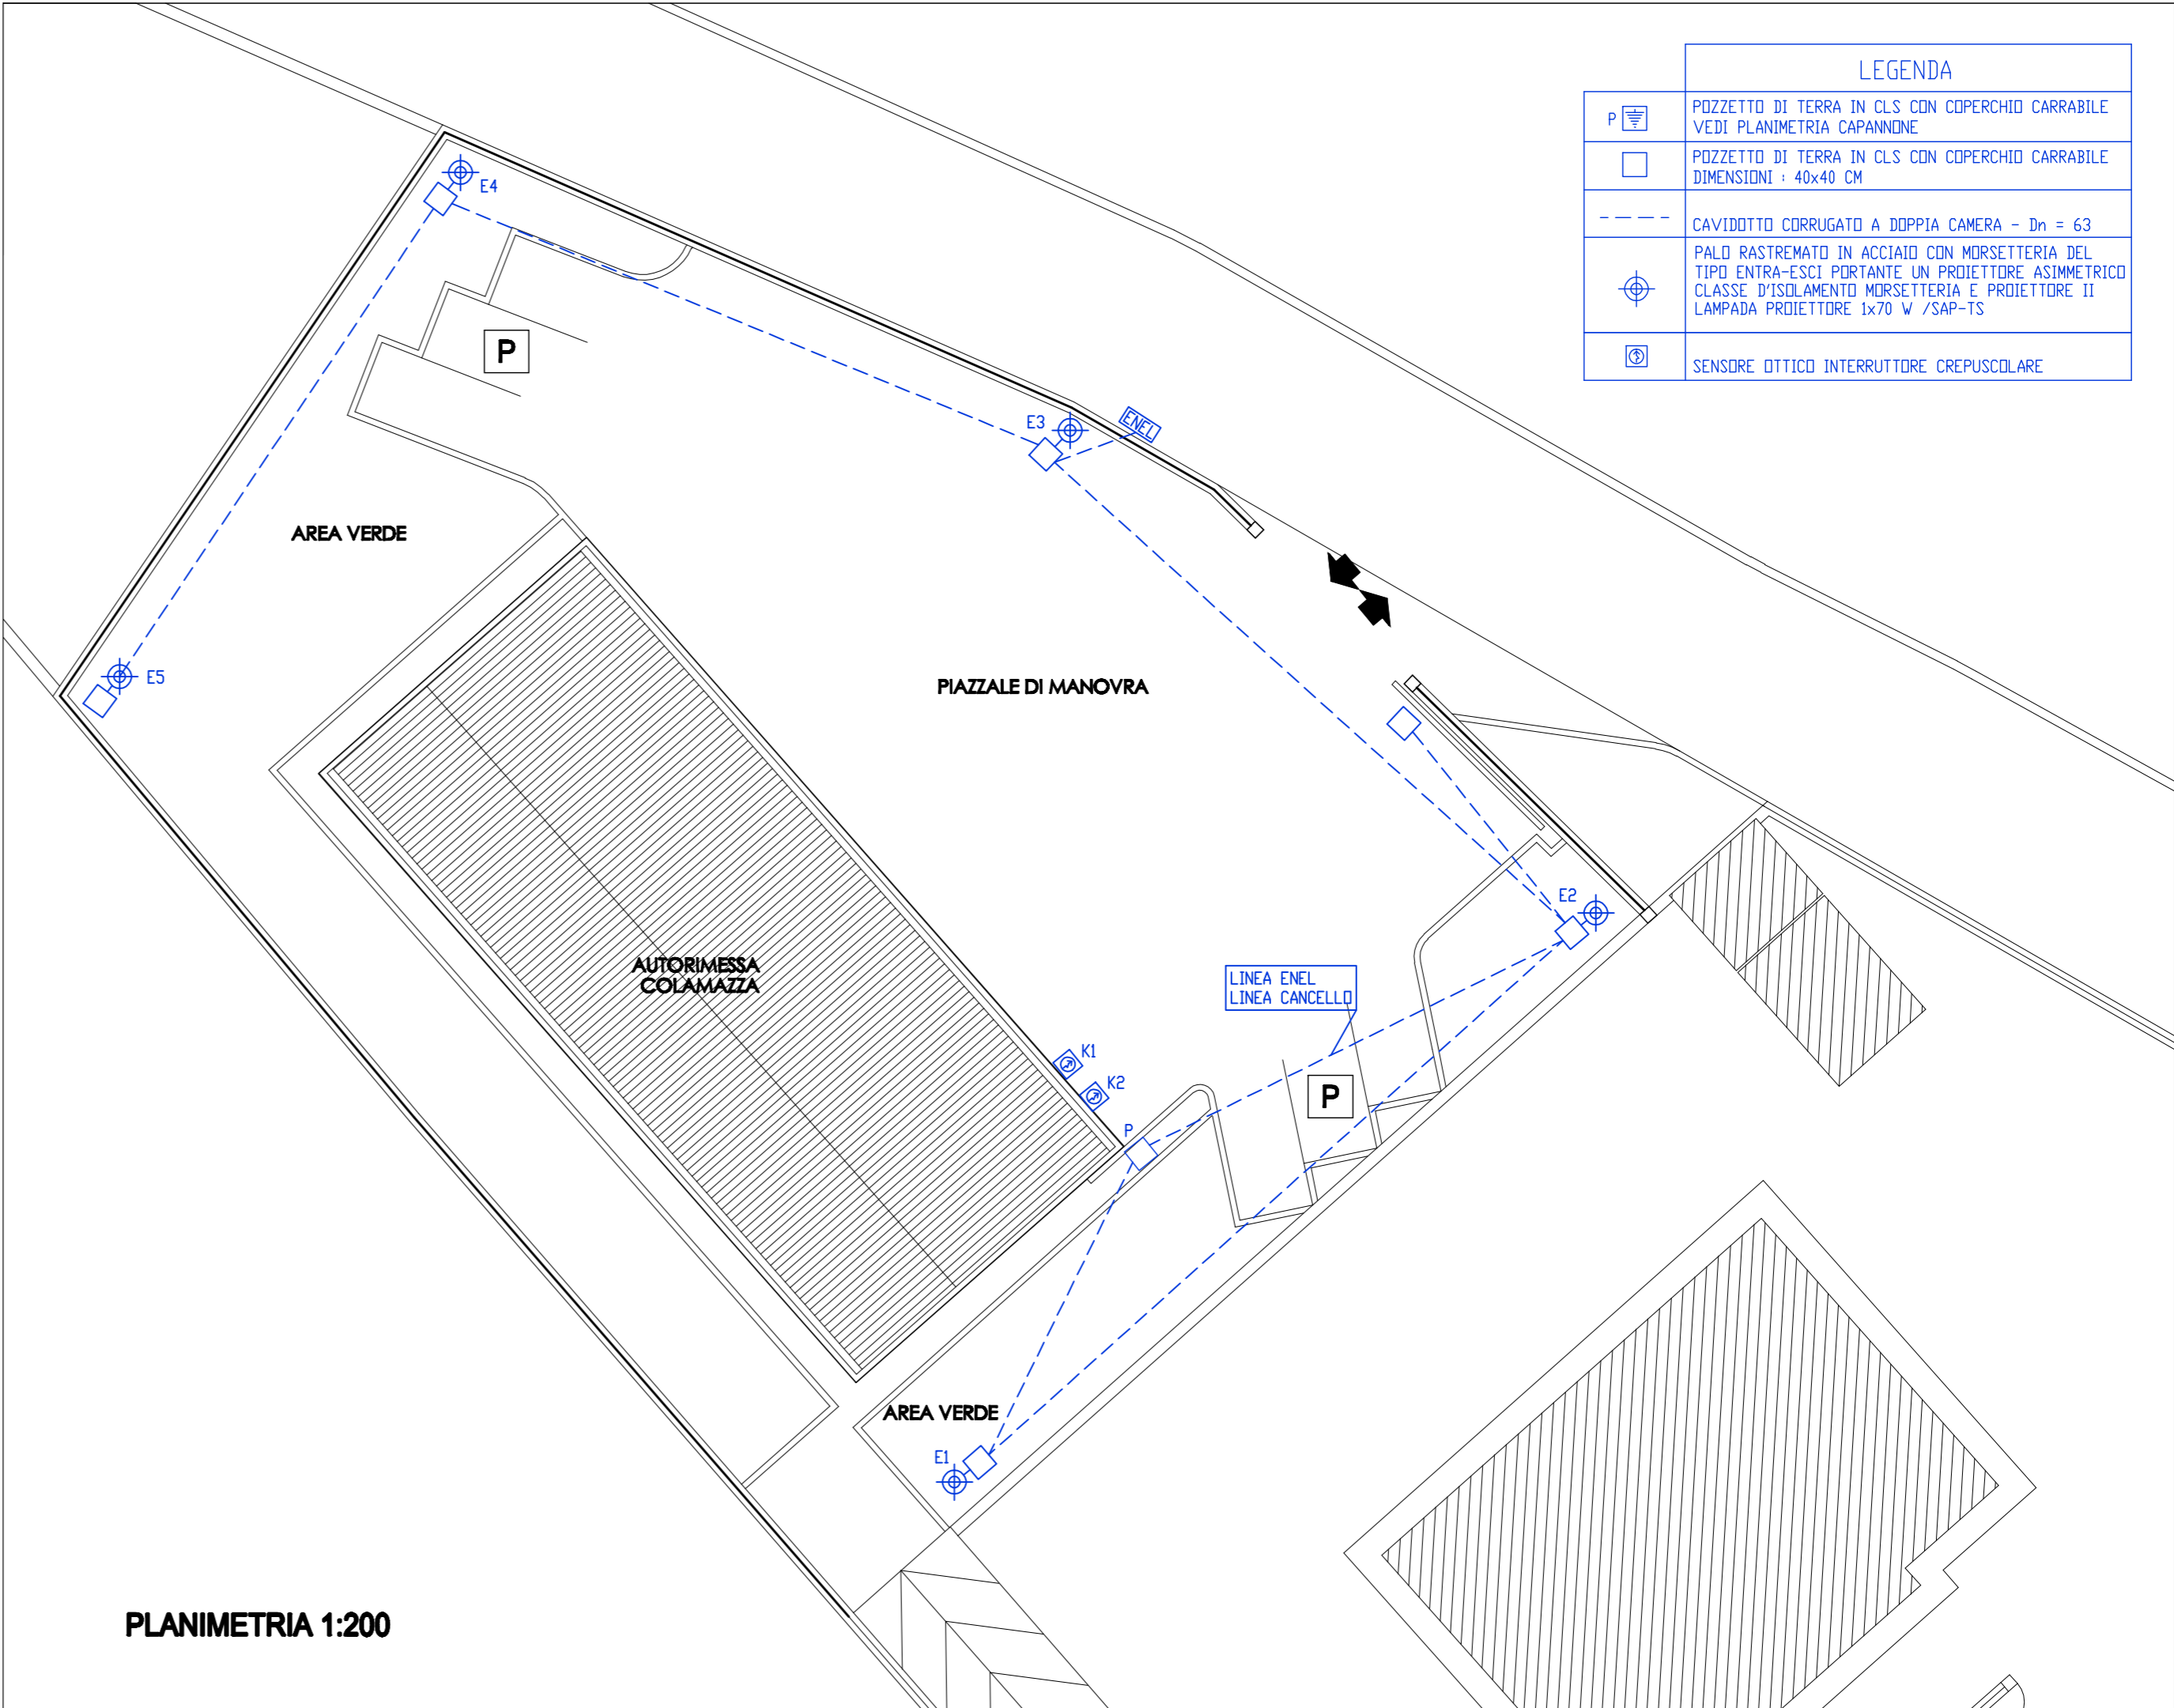 LEGENDA
P
POZZETTO DI TERRA IN CLS CON COPERCHIO CARRABILE
VEDI PLANIMETRIA CAPANNONE
POZZETTO DI TERRA IN CLS CON COPERCHIO CARRABILE
DIMENSIONI : 40x40 CM
CAVIDOTTO CORRUGATO A DOPPIA CAMERA - Dn = 63
PALO RASTREMATO IN ACCIAIO CON MORSETTERIA DEL
TIPO ENTRA-ESCI PORTANTE UN PROIETTORE ASIMMETRICO
CLASSE D'ISOLAMENTO MORSETTERIA E PROIETTORE II
LAMPADA PROIETTORE 1x70 W /SAP-TS
SENSORE OTTICO INTERRUTTORE CREPUSCOLARE
E4
P
E3
ENEL
AREA VERDE
E5
PIAZZALE DI MANOVRA
E2
AUTORIMESSA
COLAMAZZA
LINEA ENEL
LINEA CANCELLO
K1
K2
P
P
AREA VERDE
E1
PLANIMETRIA 1:200